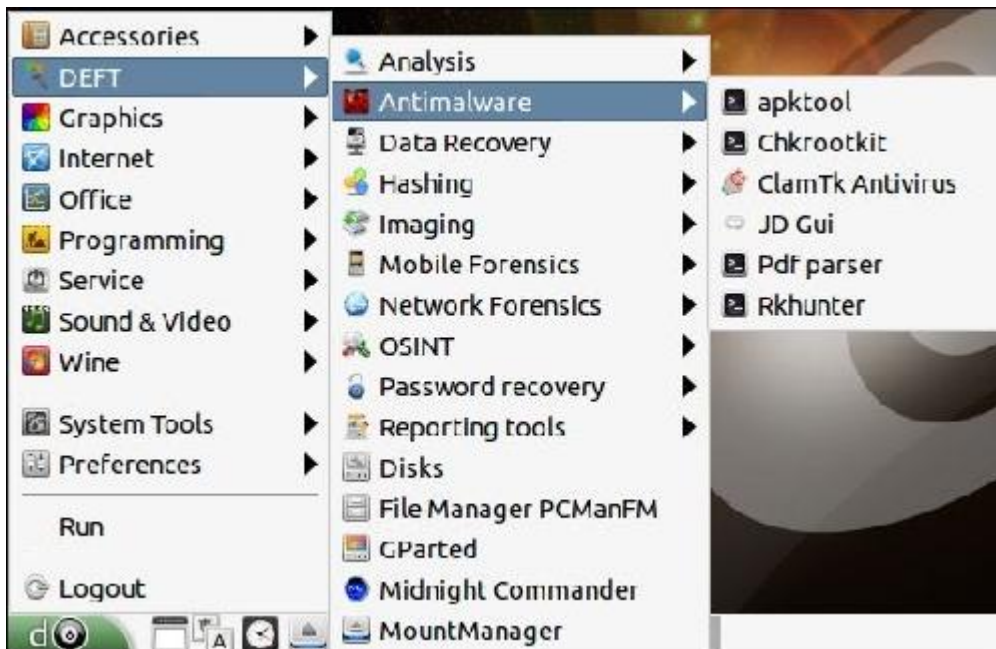 Accessories
DEFT
Graphics
Internet
Office
Programming
Service
Sound & Video
Wine
System Tools
Preferences
Run
Logout
Analysis
Antimalware
Data Recovery
Hashing
Imaging
Mobile Forensics
Network Forensics
OSINT
Password recovery
Reporting tools
Disks
File Manager PCManFM
GParted
Midnight Commander
MountManager
apktool
Chkrootkit
ClamTk Antivirus
JD Gui
Pdf parser
Rkhunter
d
A